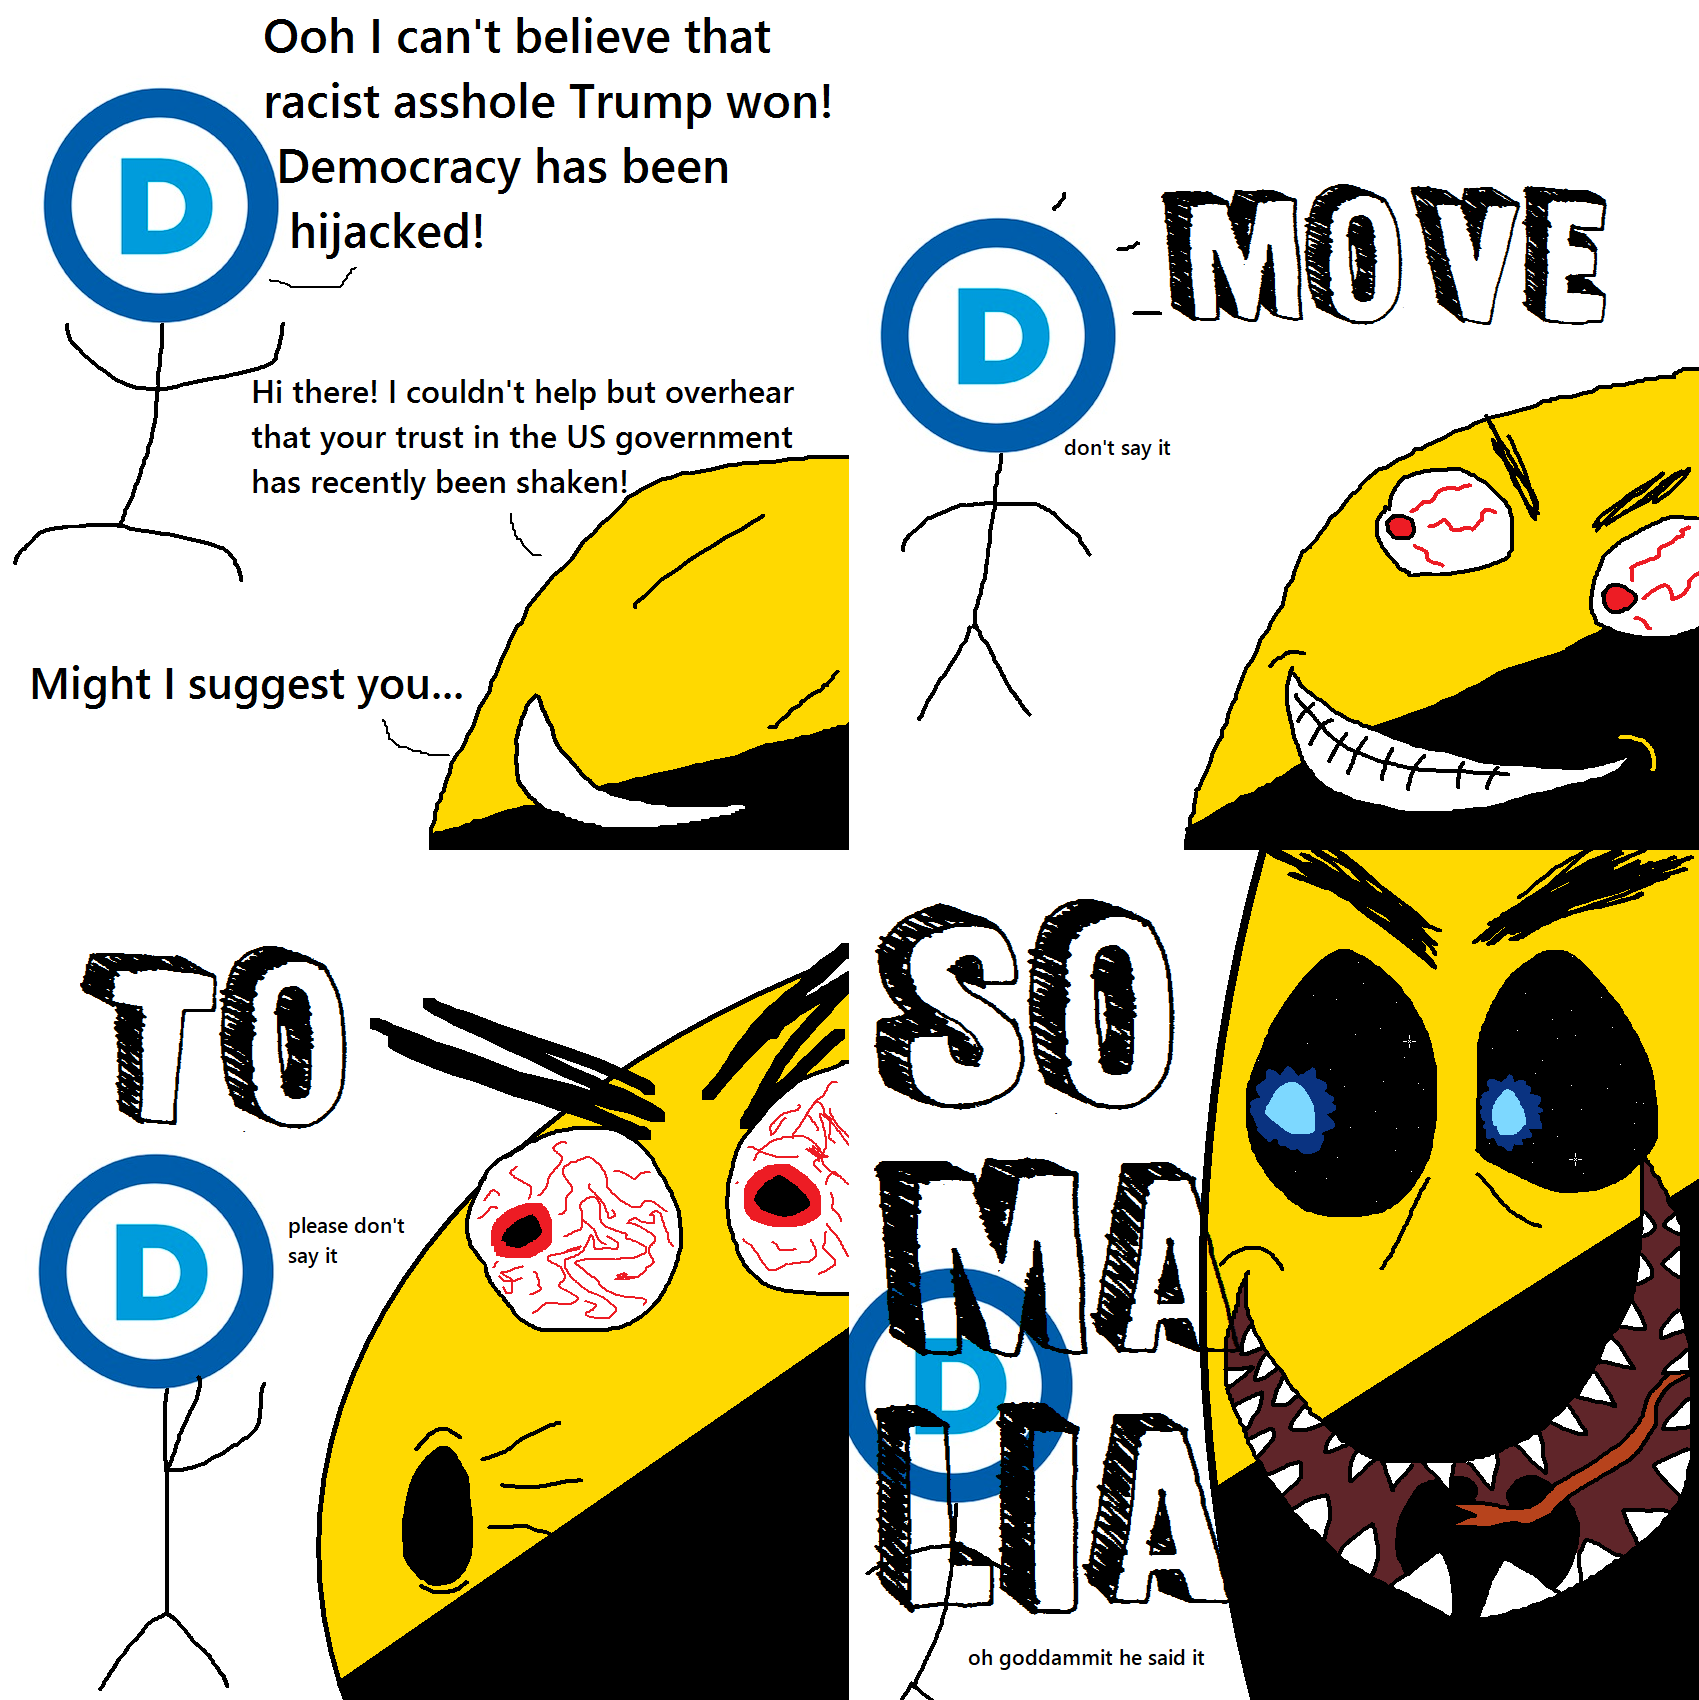 Ooh I can't believe that
racist asshole Trump won!
Democracy has been
hijacked!
D
Hi there! I couldn't help but overhear
that your trust in the US government
has recently been shaken!
Might I suggest you...
MOVE
D
don't say it
TO
D
please don't
say it
SO
MA
D
LIA
oh goddammit he said it